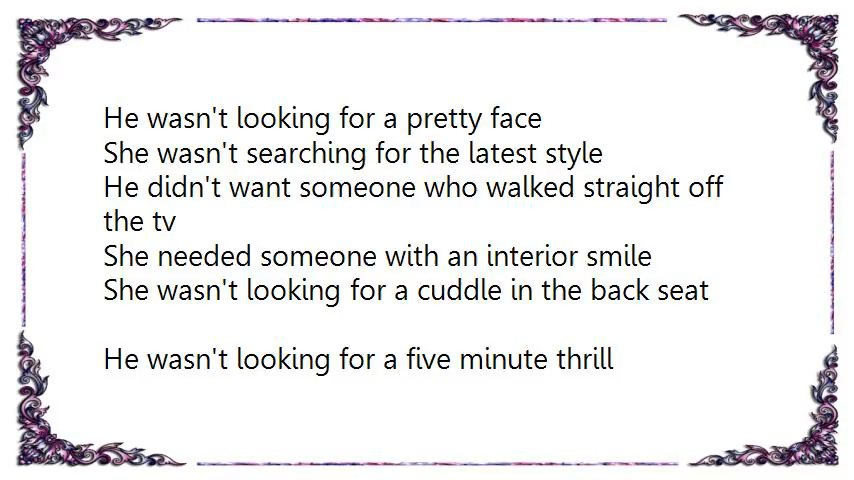 He wasn't looking for a pretty face
She wasn't searching for the latest style
He didn't want someone who walked straight off
the tv
She needed someone with an interior smile
She wasn't looking for a cuddle in the back seat
He wasn't looking for a five minute thrill